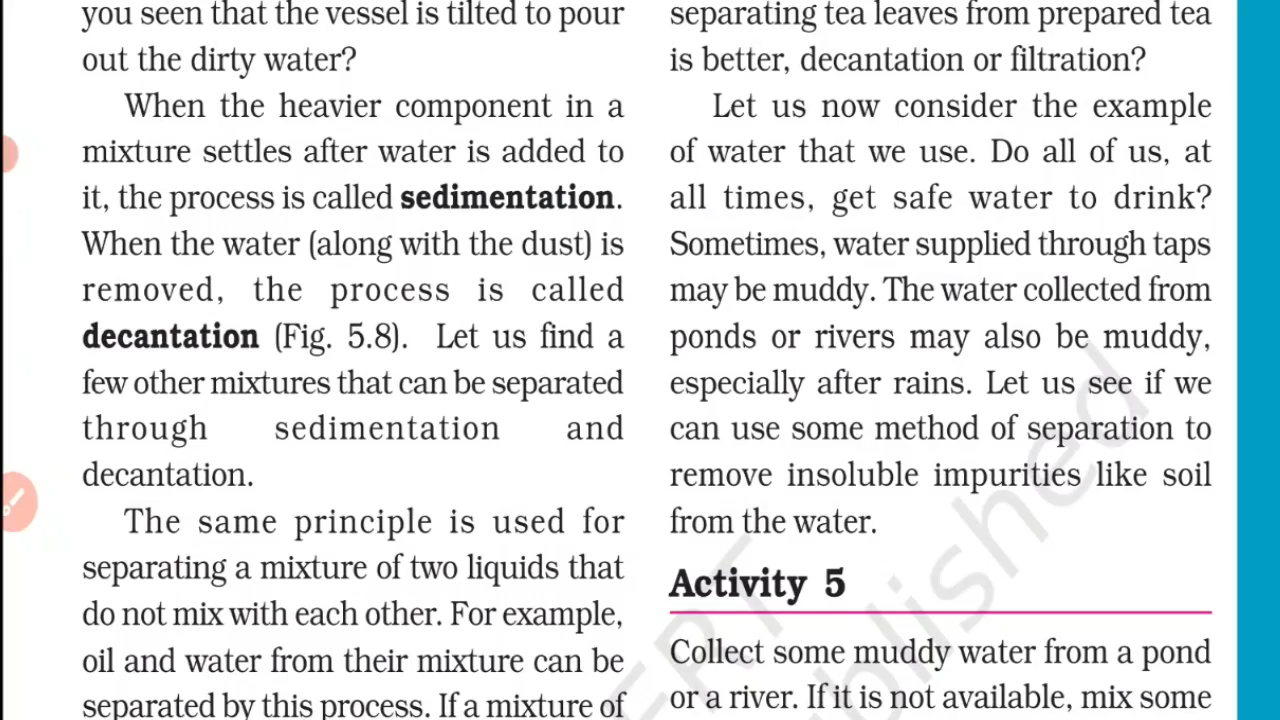 you seen that the vessel is tilted to pour
out the dirty water?
When the heavier component in a
mixture settles after water is added to
it, the process is called sedimentation.
When the water (along with the dust) is
removed, the process is called
decantation (Fig. 5.8). Let us find a
few other mixtures that can be separated
through sedimentation and
decantation.
The same principle is used for
separating a mixture of two liquids that
do not mix with each other. For example,
oil and water from their mixture can be
separated by this process. If a mixture of
separating tea leaves from prepared tea
is better, decantation or filtration?
Let us now consider the example
of water that we use. Do all of us, at
all times, get safe water to drink?
Sometimes, water supplied through taps
may be muddy. The water collected from
ponds or rivers may also be muddy,
especially after rains. Let us see if we
can use some method of separation to
remove insoluble impurities like soil
from the water.
Activity 5
Collect some muddy water from a pond
or a river. If it is not available, mix some